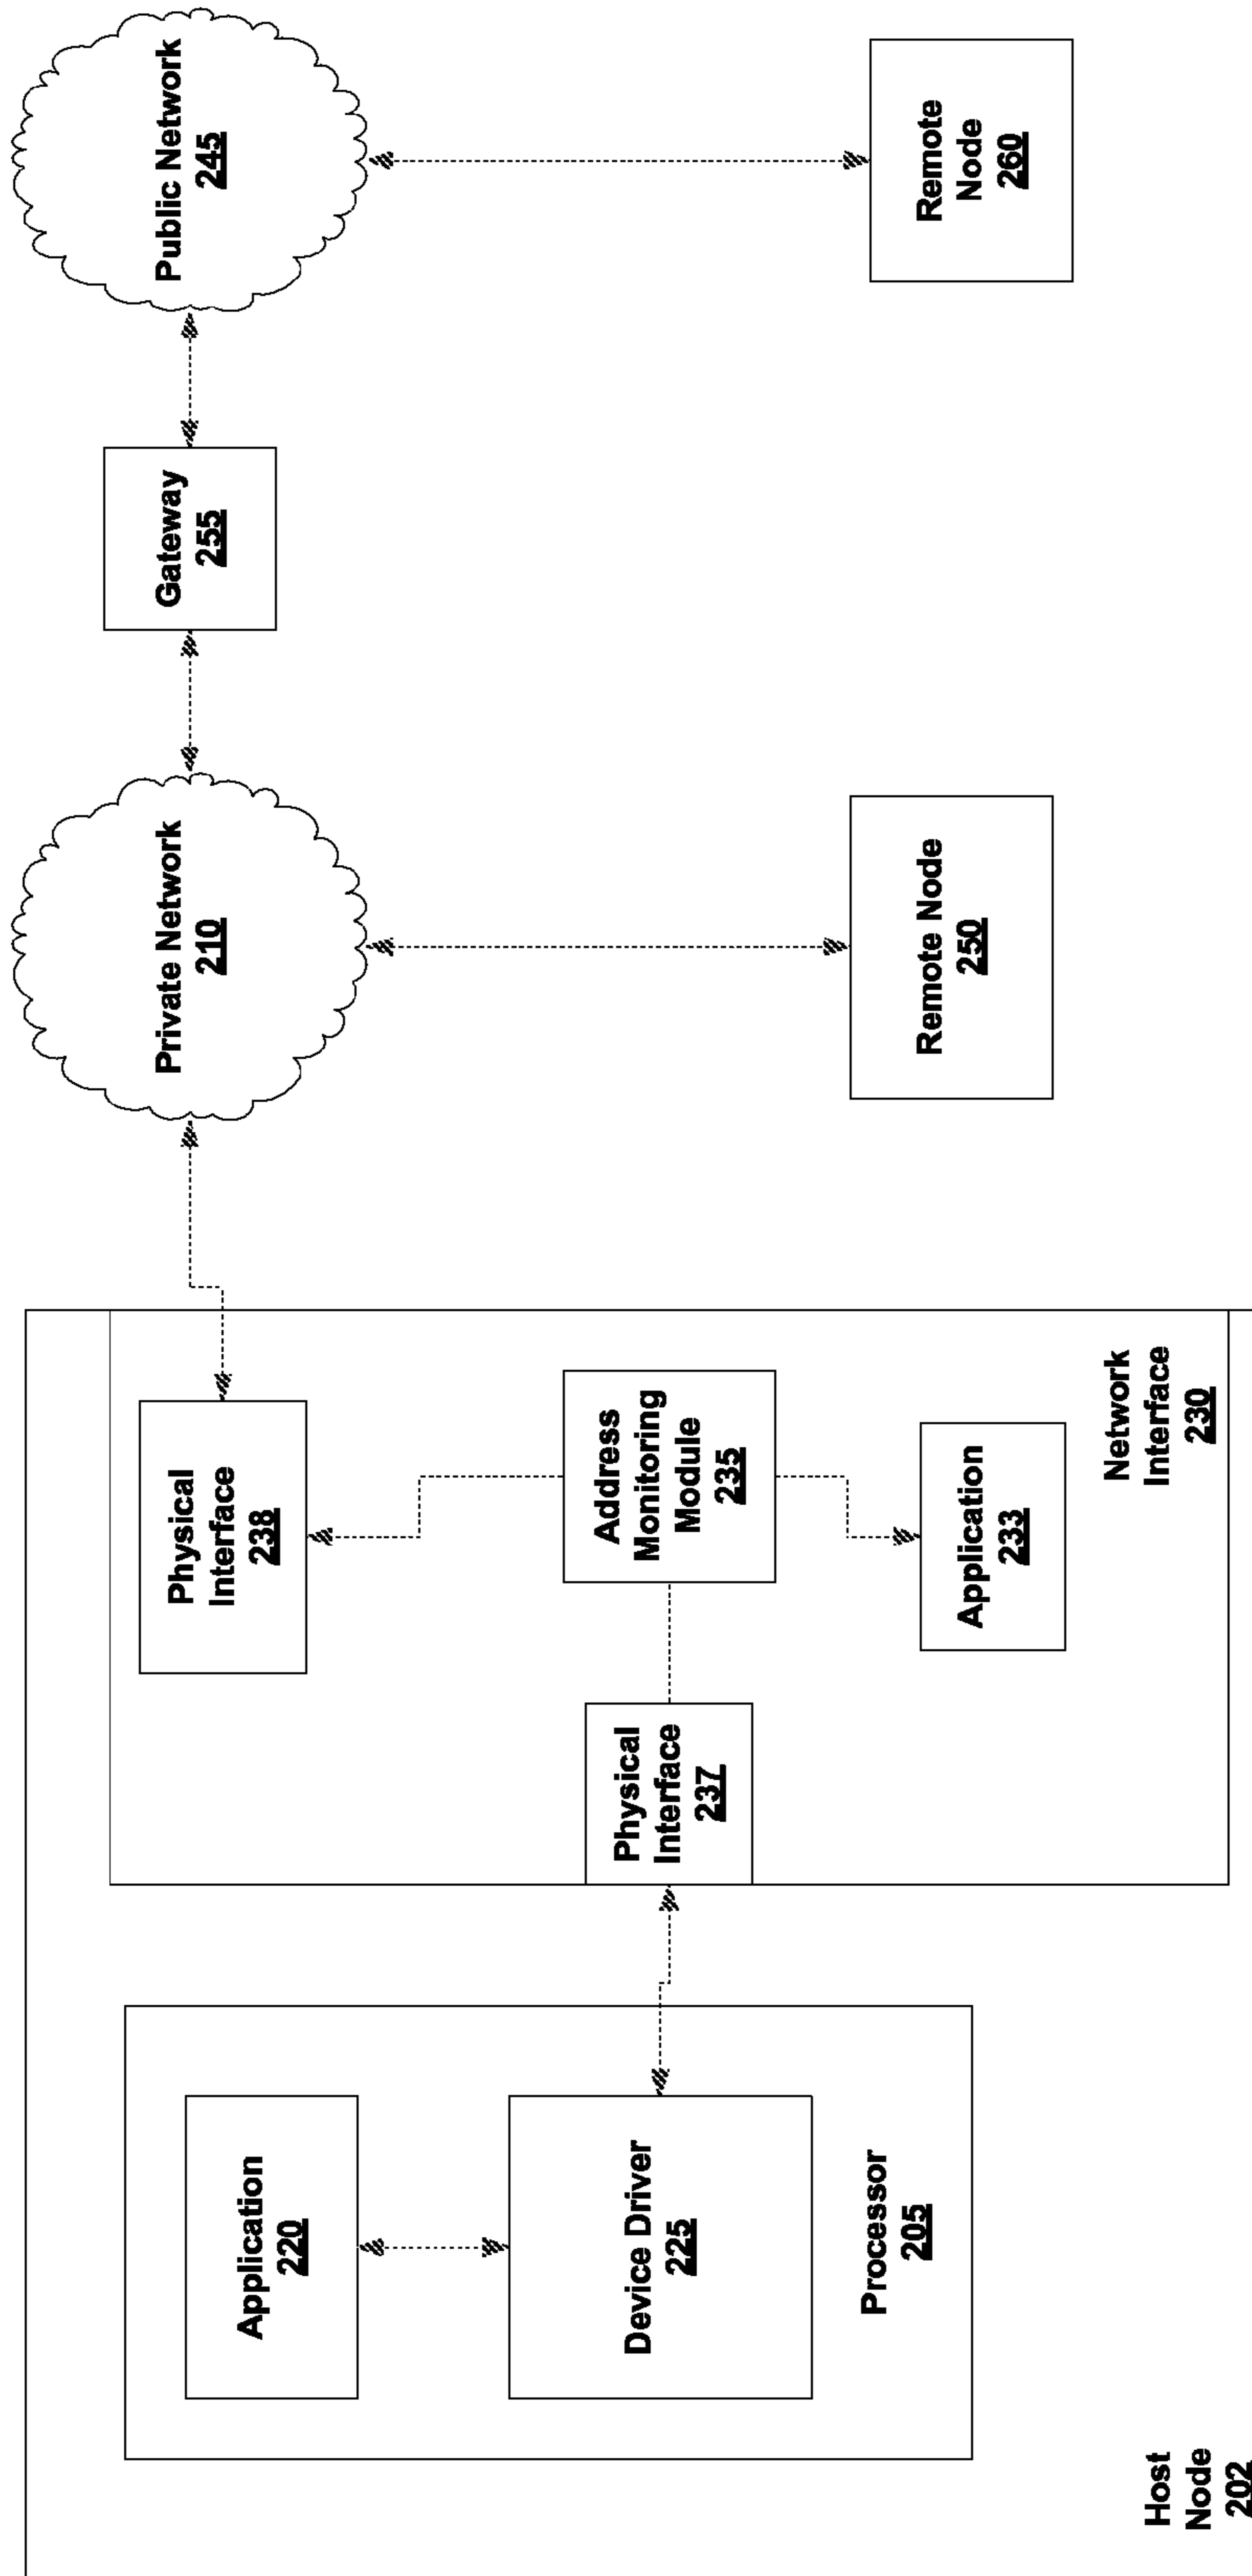 Host
Node
202
Processor
205
Application
220
Device Driver
225
Network
Interface
230
Physical
Interface
237
Physical
Interface
238
Address
Monitoring
Module
235
Application
233
Private Network
210
Remote Node
250
Gateway
255
Public Network
245
Remote
Node
260